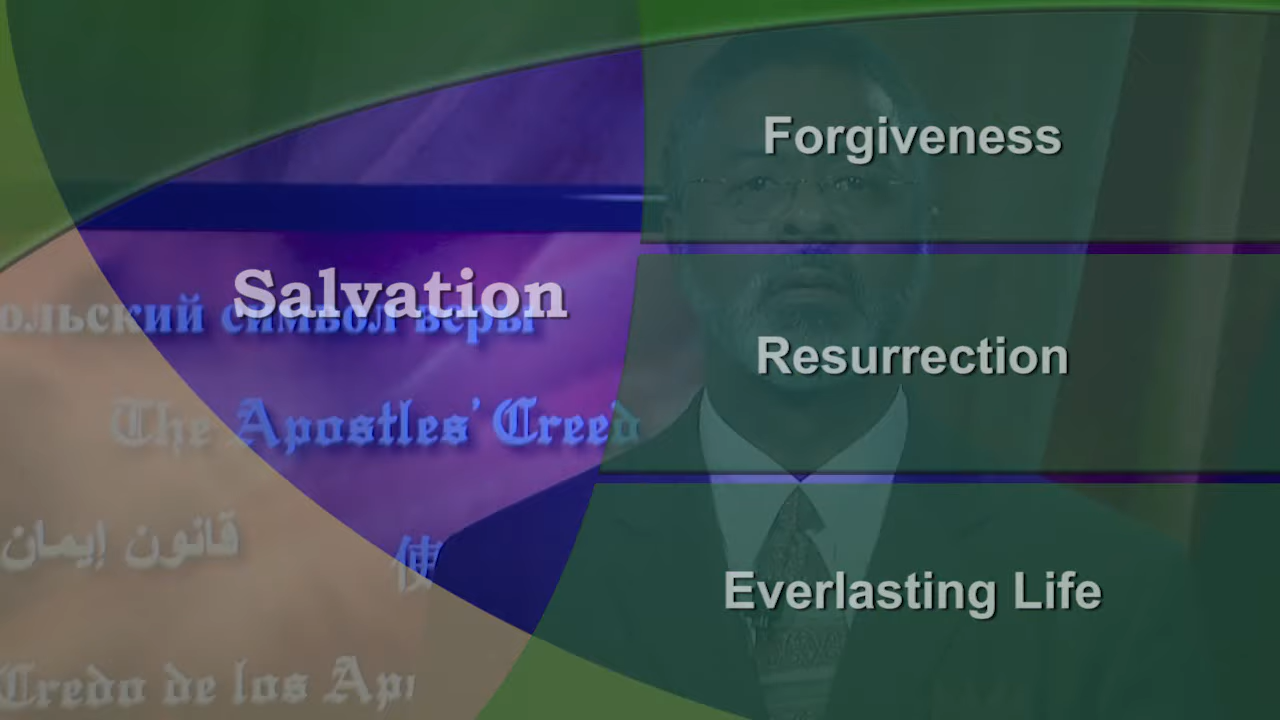 Forgiveness
Salvation
ольский символ веры
Resurrection
The Apostles' Creed
قانون إيمان
使
Everlasting Life
Credo de los Ap